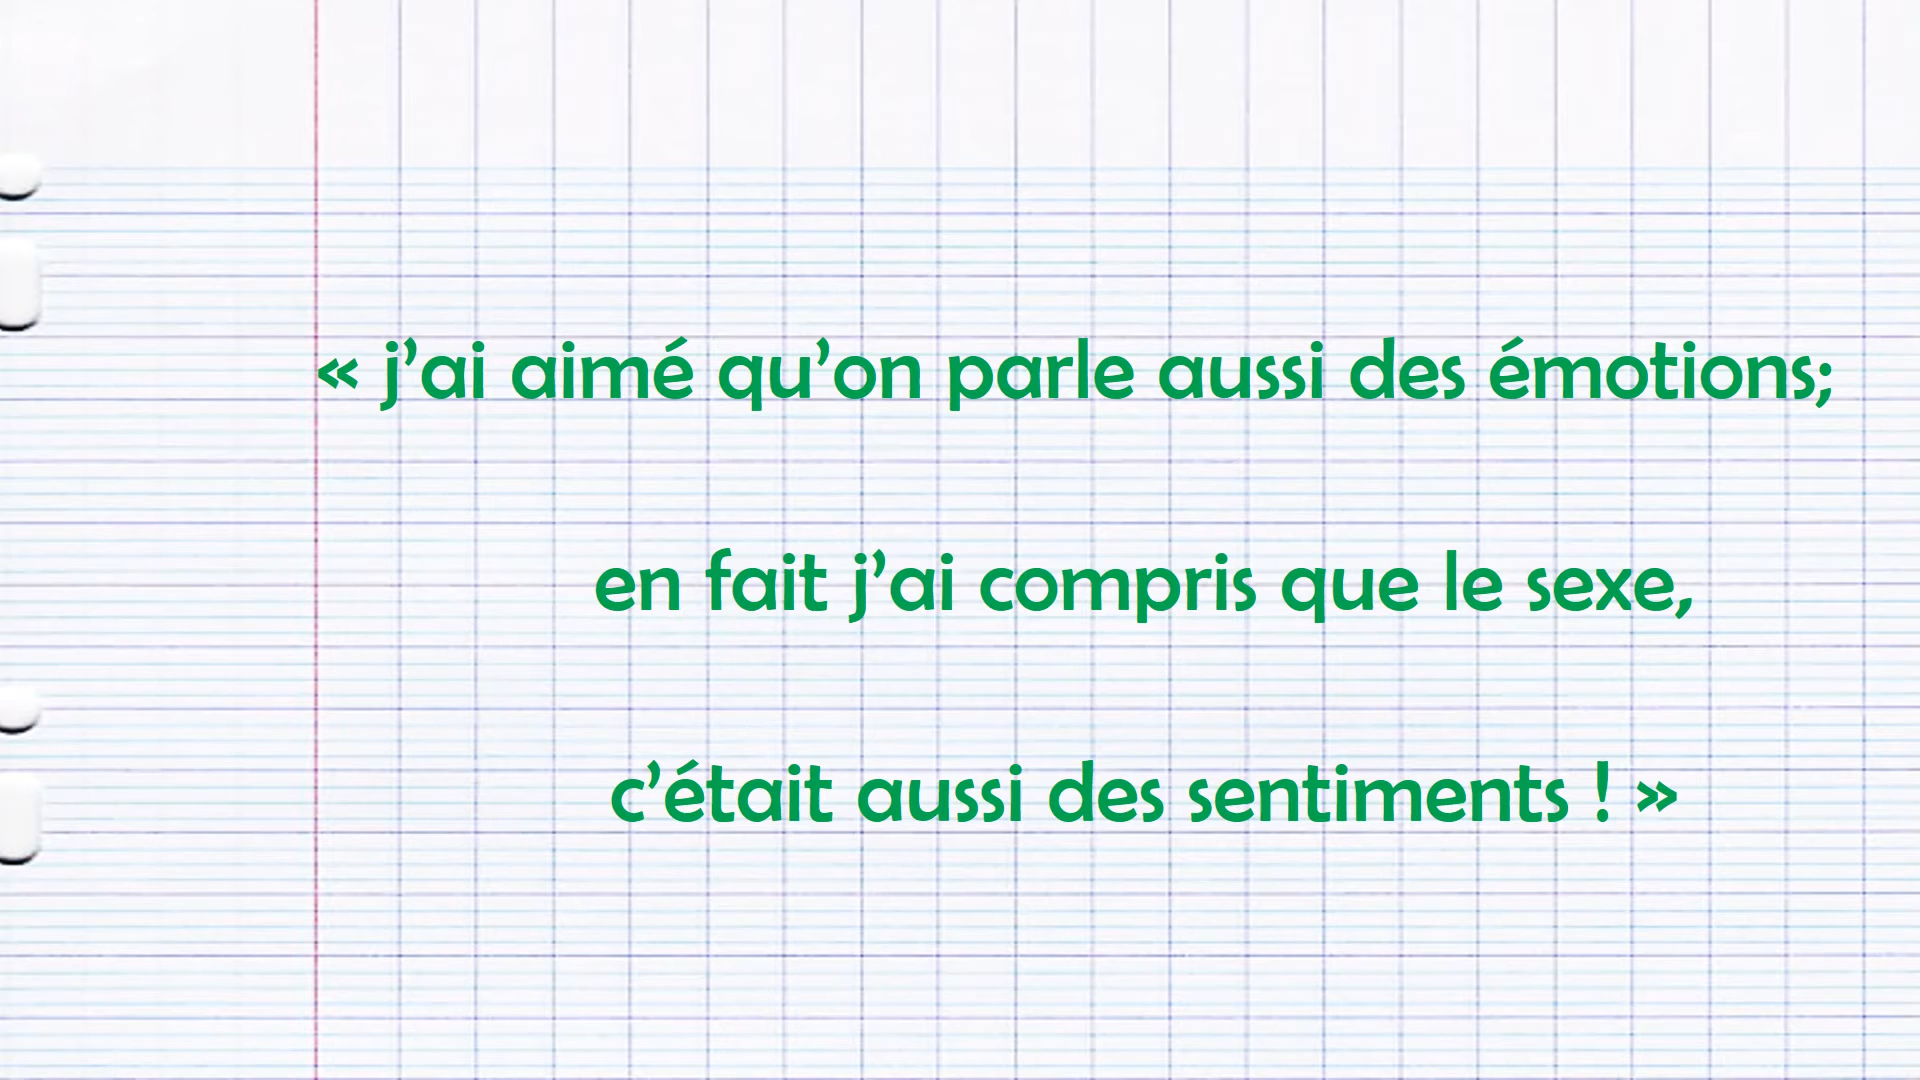 « j’ai aimé qu’on parle aussi des émotions;
en fait j’ai compris que le sexe,
c’était aussi des sentiments ! »